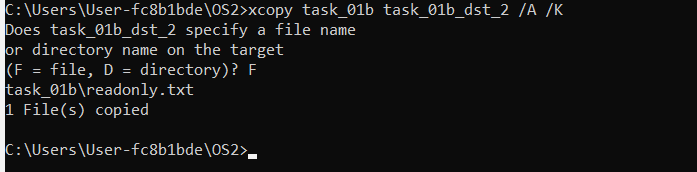 C:\Users\User-fc8b1bde\OS2>xcopy task_01b task_01b_dst_2 /A /K
Does task_01b_dst_2 specify a file name
or directory name on the target
(F = file, D = directory)? F
task_01b\readonly.txt
1 File(s) copied
C:\Users\User-fc8b1bde\OS2>